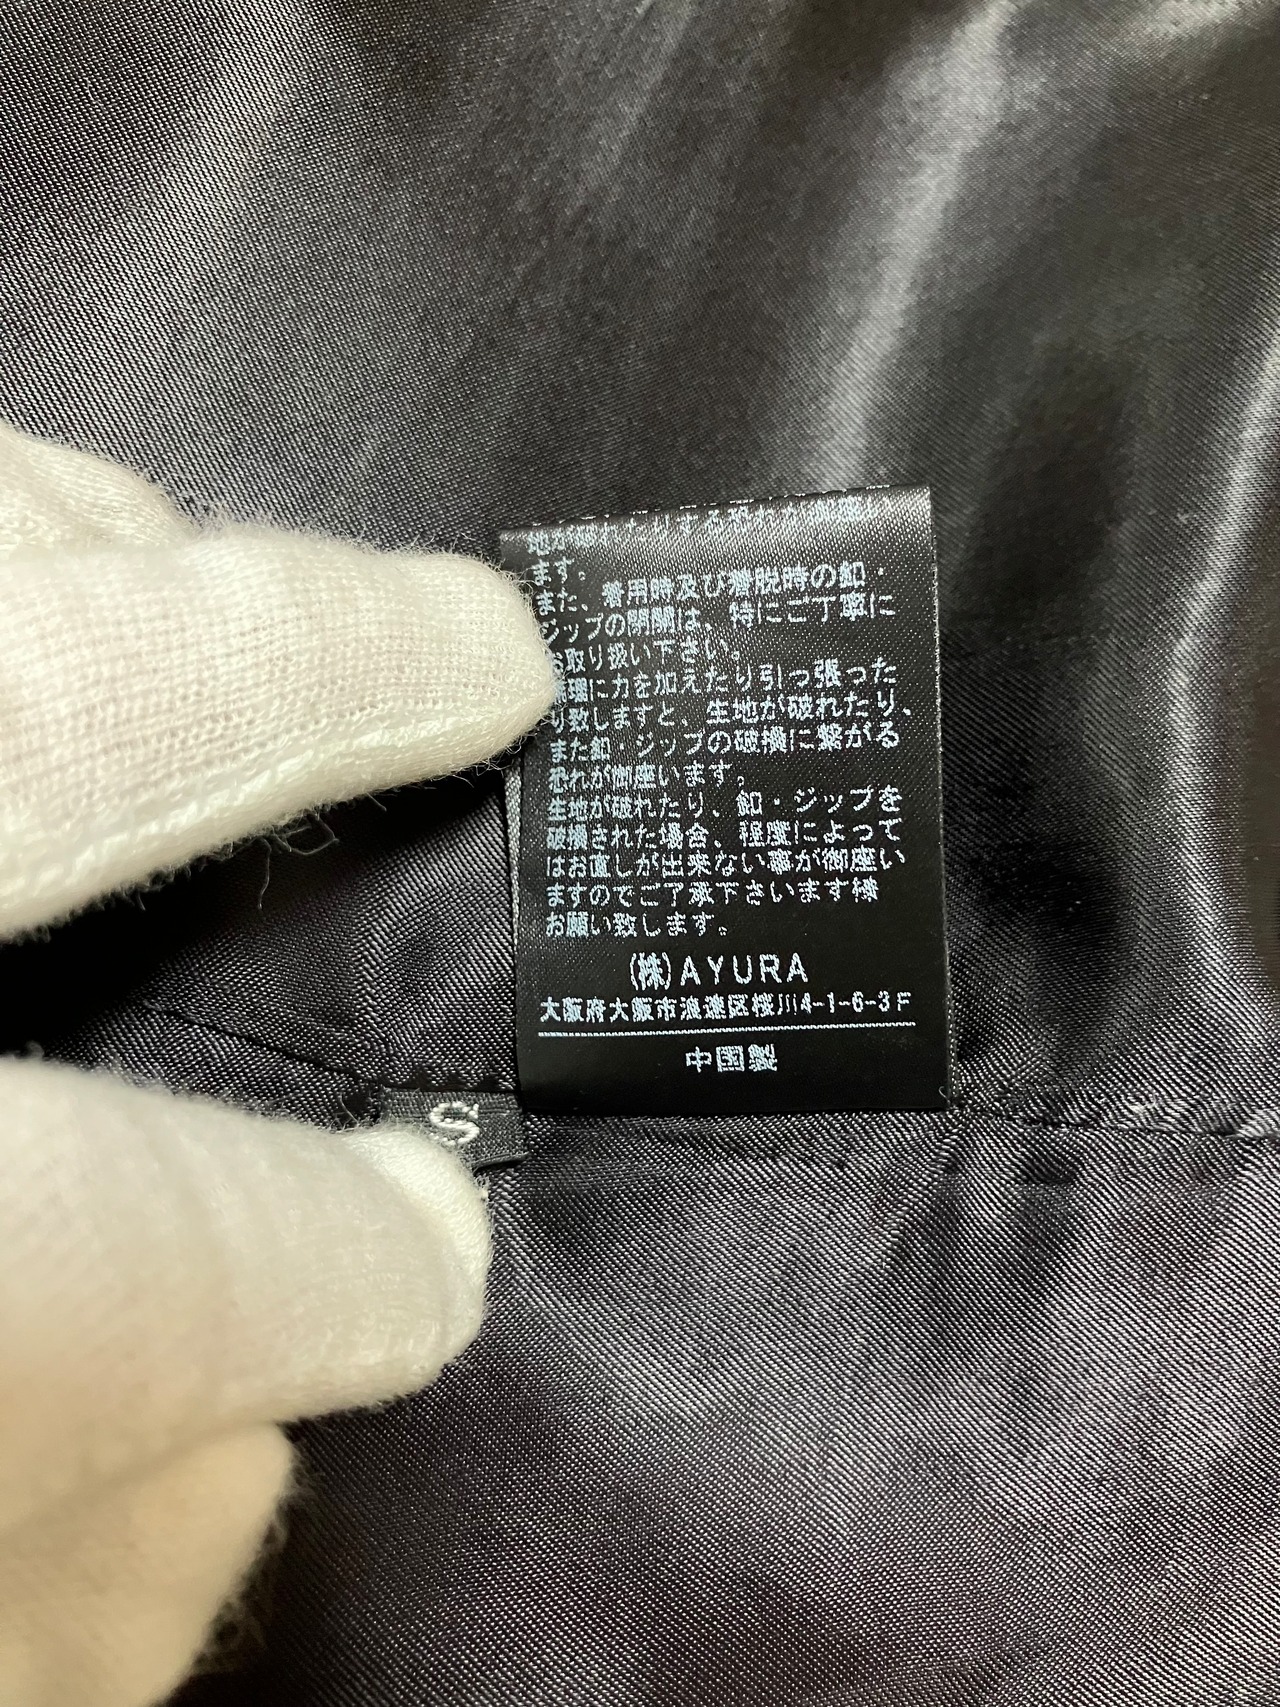 ます。
また、着用時及び着脱時の釦・
ジップの開閉は、特にご丁寧に
お取り扱い下さい。
無理に力を加えたり引っ張った
り致しますと、生地が破れたり、
また釦・ジップの破損に繋がる
恐れが御座います。
生地が破れたり、釦・ジップを
破損された場合、程度によって
はお直しが出来ない事が御座い
ますのでご了承下さいます様
お願い致します。
(株)AYURA
大阪府大阪市浪速区桜川4-1-6-3F
中国製
S